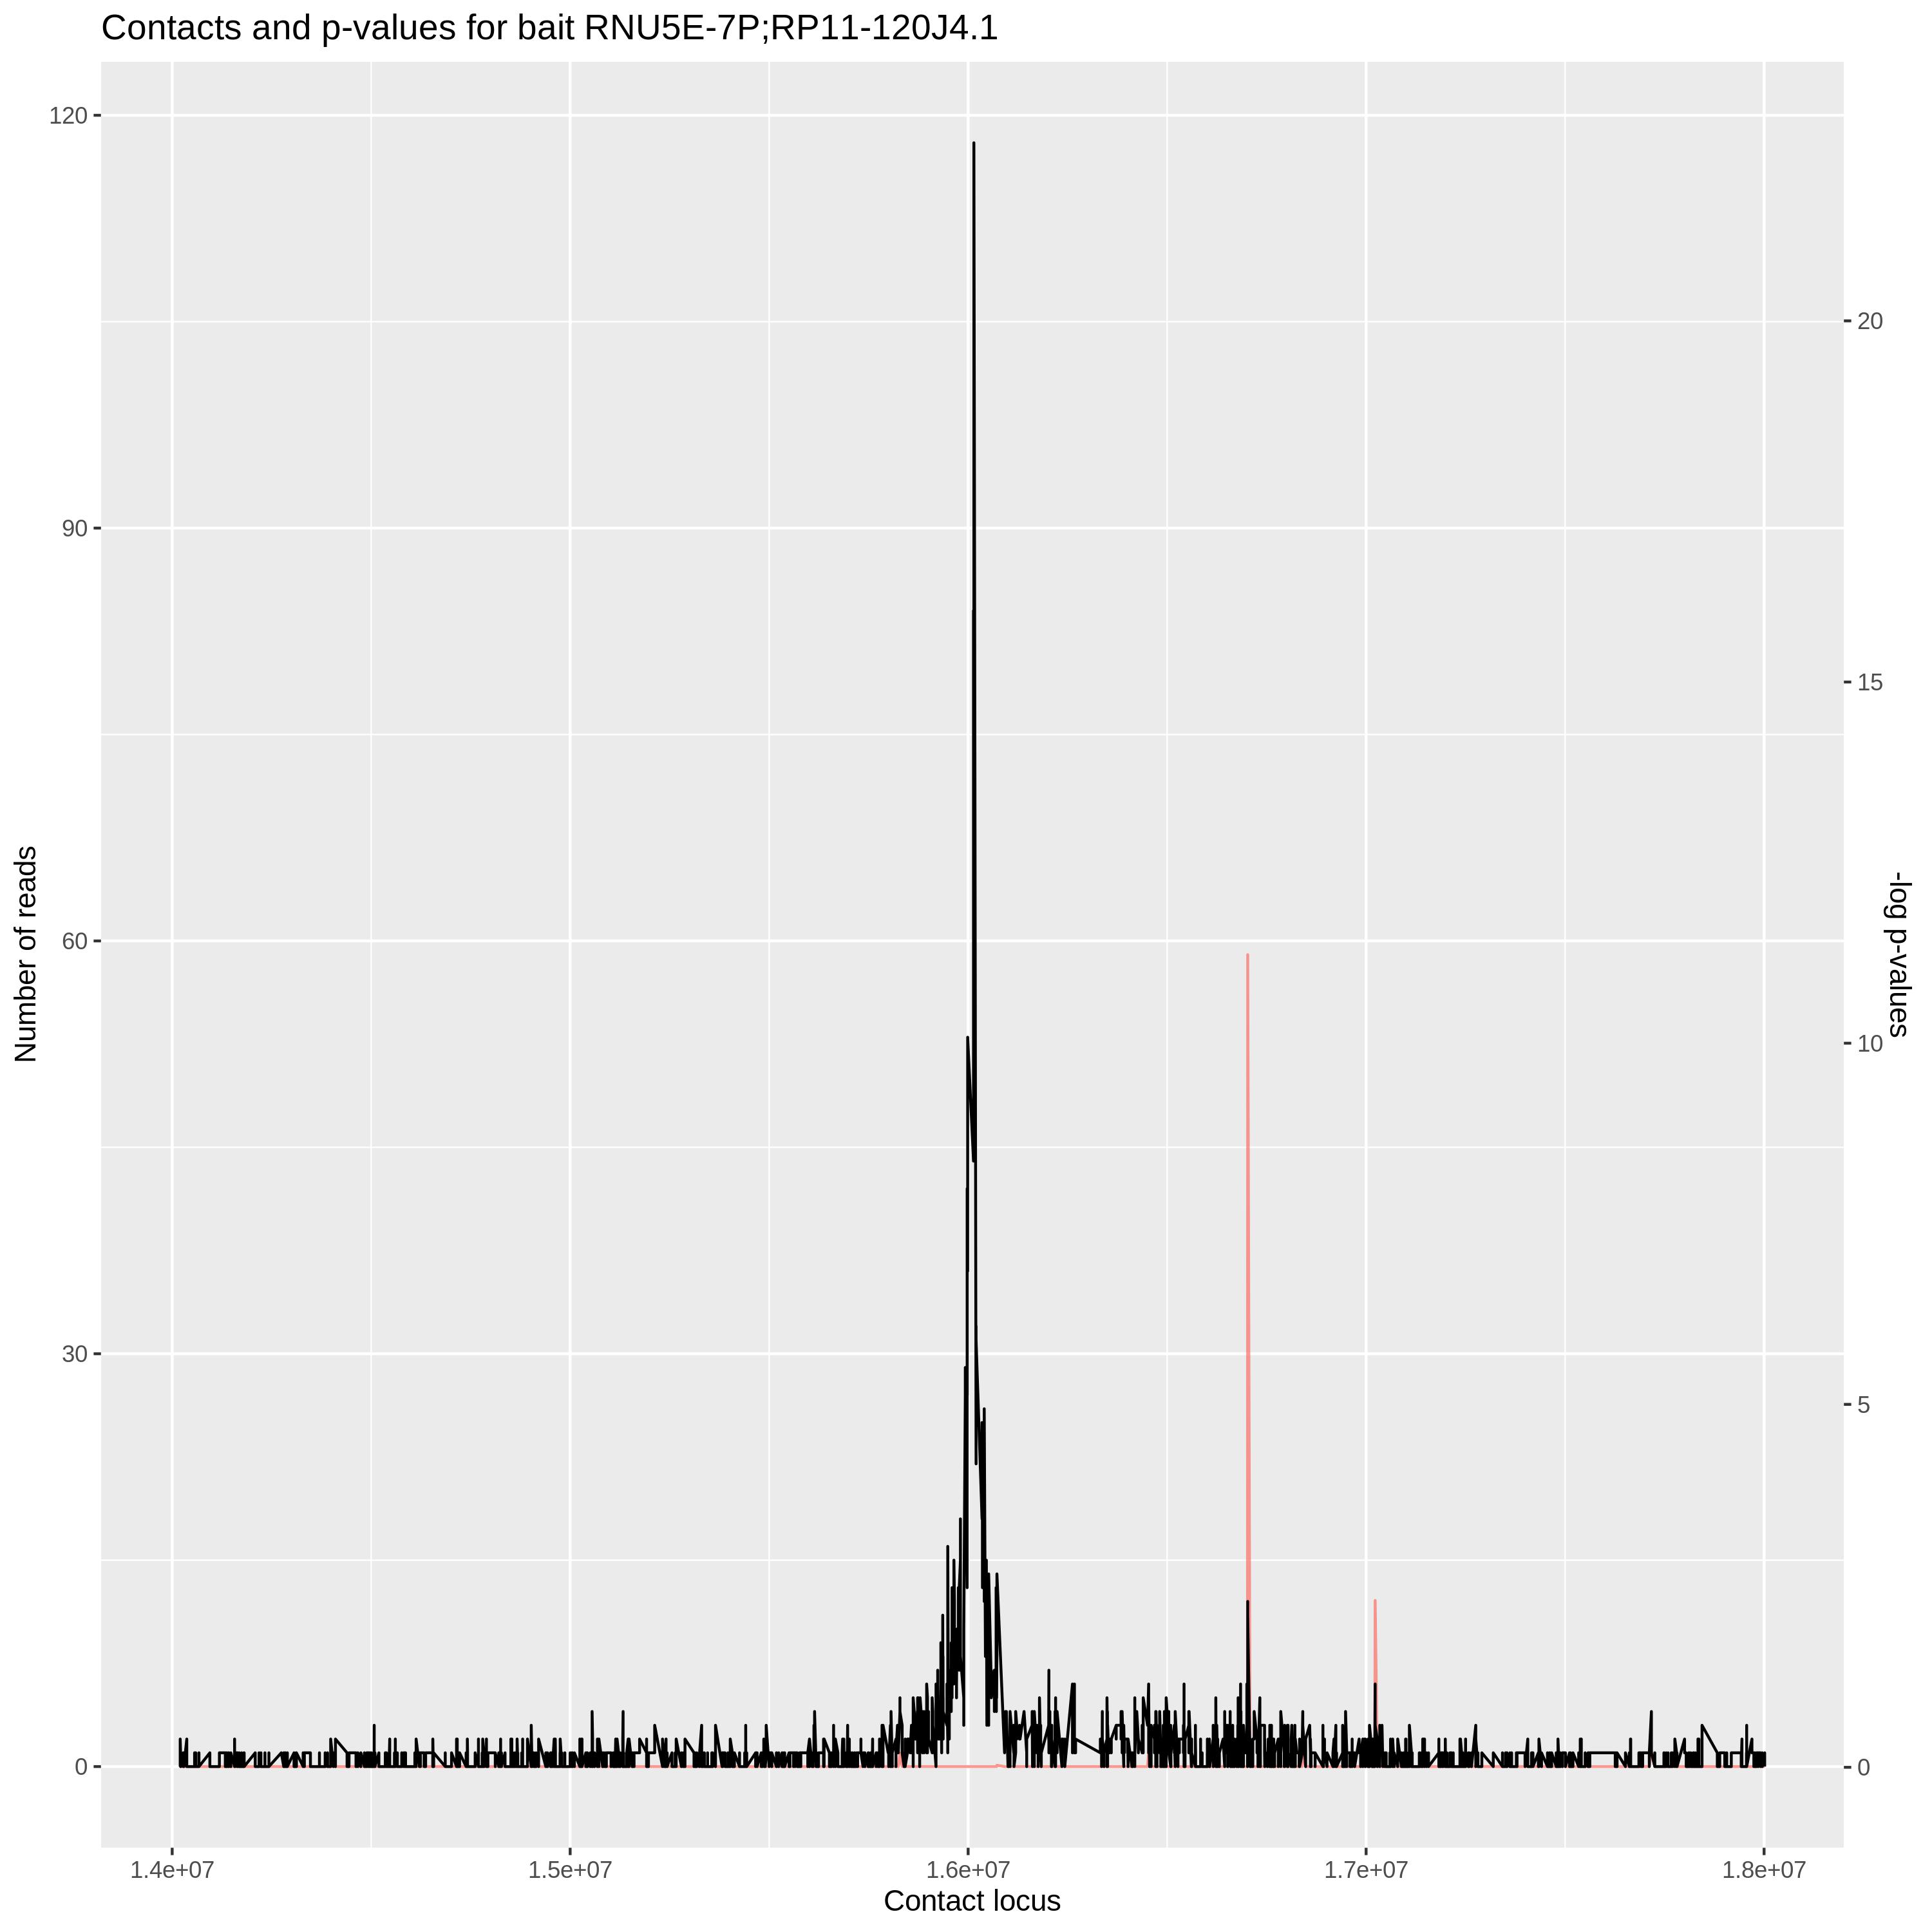 Contacts and p-values for bait RNU5E-7P;RP11-120J4.1
120
90
60
30
0
Number of reads
20
15
10
5
0
-log p-values
1.4e+07 1.5e+07 1.6e+07 1.7e+07 1.8e+07
Contact locus